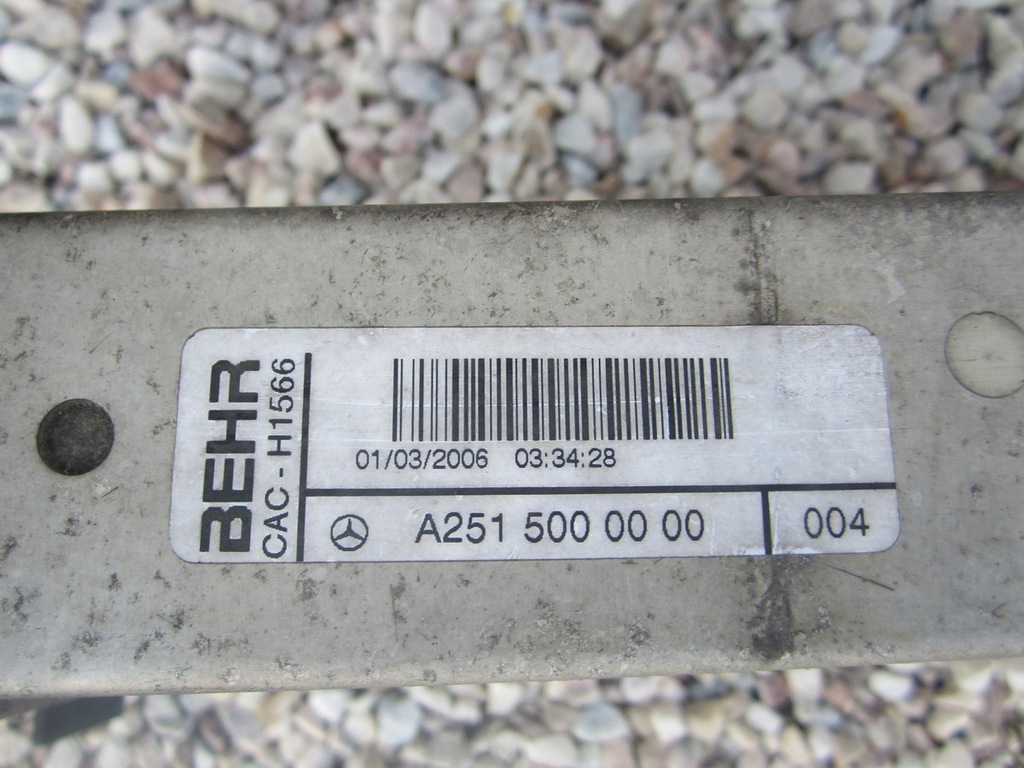 BEHR
CAC - H1566
01/03/2006 03:34:28
A251 500 00 00
004